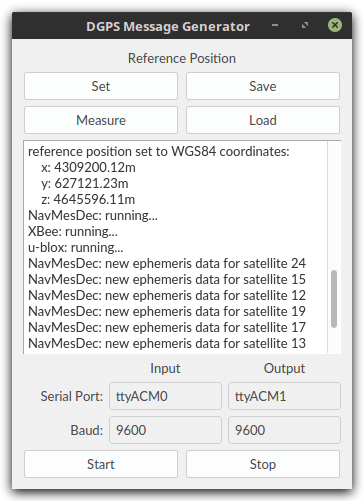 DGPS Message Generator
Reference Position
Set Save
Measure Load
reference position set to WGS84 coordinates:
x: 4309200.12m
y: 627121.23m
z: 4645596.11m
NavMesDec: running...
XBee: running...
u-blox: running...
NavMesDec: new ephemeris data for satellite 24
NavMesDec: new ephemeris data for satellite 15
NavMesDec: new ephemeris data for satellite 12
NavMesDec: new ephemeris data for satellite 19
NavMesDec: new ephemeris data for satellite 17
NavMesDec: new ephemeris data for satellite 13
Input Output
Serial Port: ttyACM0 ttyACM1
Baud: 9600 9600
Start Stop